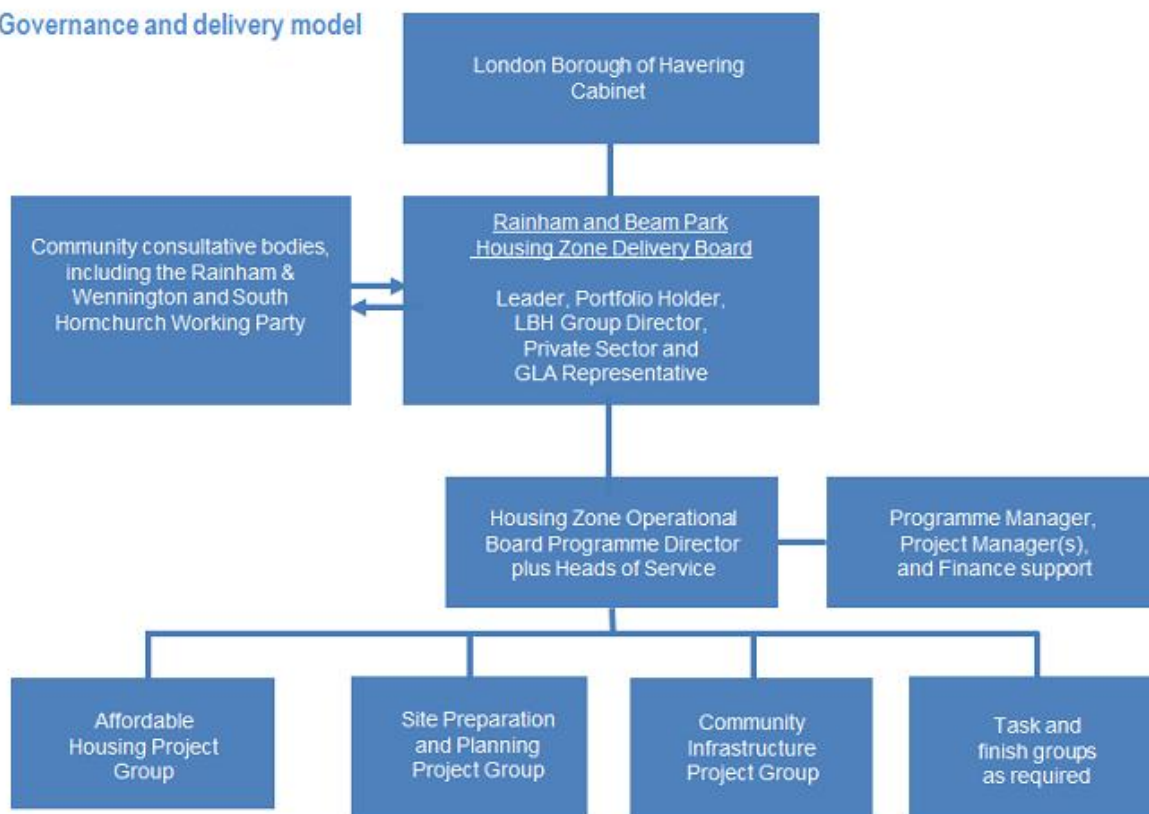 Governance and delivery model
London Borough of Havering
Cabinet
Community consultative bodies,
including the Rainham &
Wennington and South
Hornchurch Working Party
Rainham and Beam Park
Housing Zone Delivery Board
Leader, Portfolio Holder,
LBH Group Director,
Private Sector and
GLA Representative
Housing Zone Operational
Board Programme Director
plus Heads of Service
Programme Manager,
Project Manager(s),
and Finance support
Affordable
Housing Project
Group
Site Preparation
and Planning
Project Group
Community
Infrastructure
Project Group
Task and
finish groups
as required